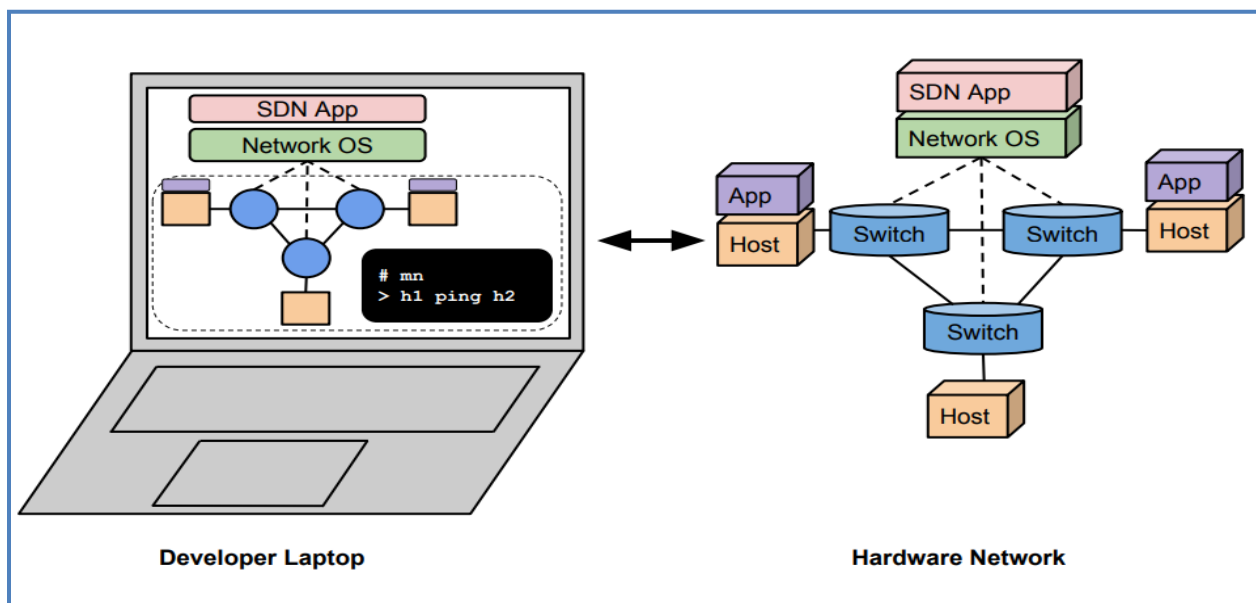 SDN App
Network OS
# mn
> h1 ping h2
Developer Laptop
SDN App
Network OS
App
Host
Switch
Switch
App
Host
Switch
Host
Hardware Network